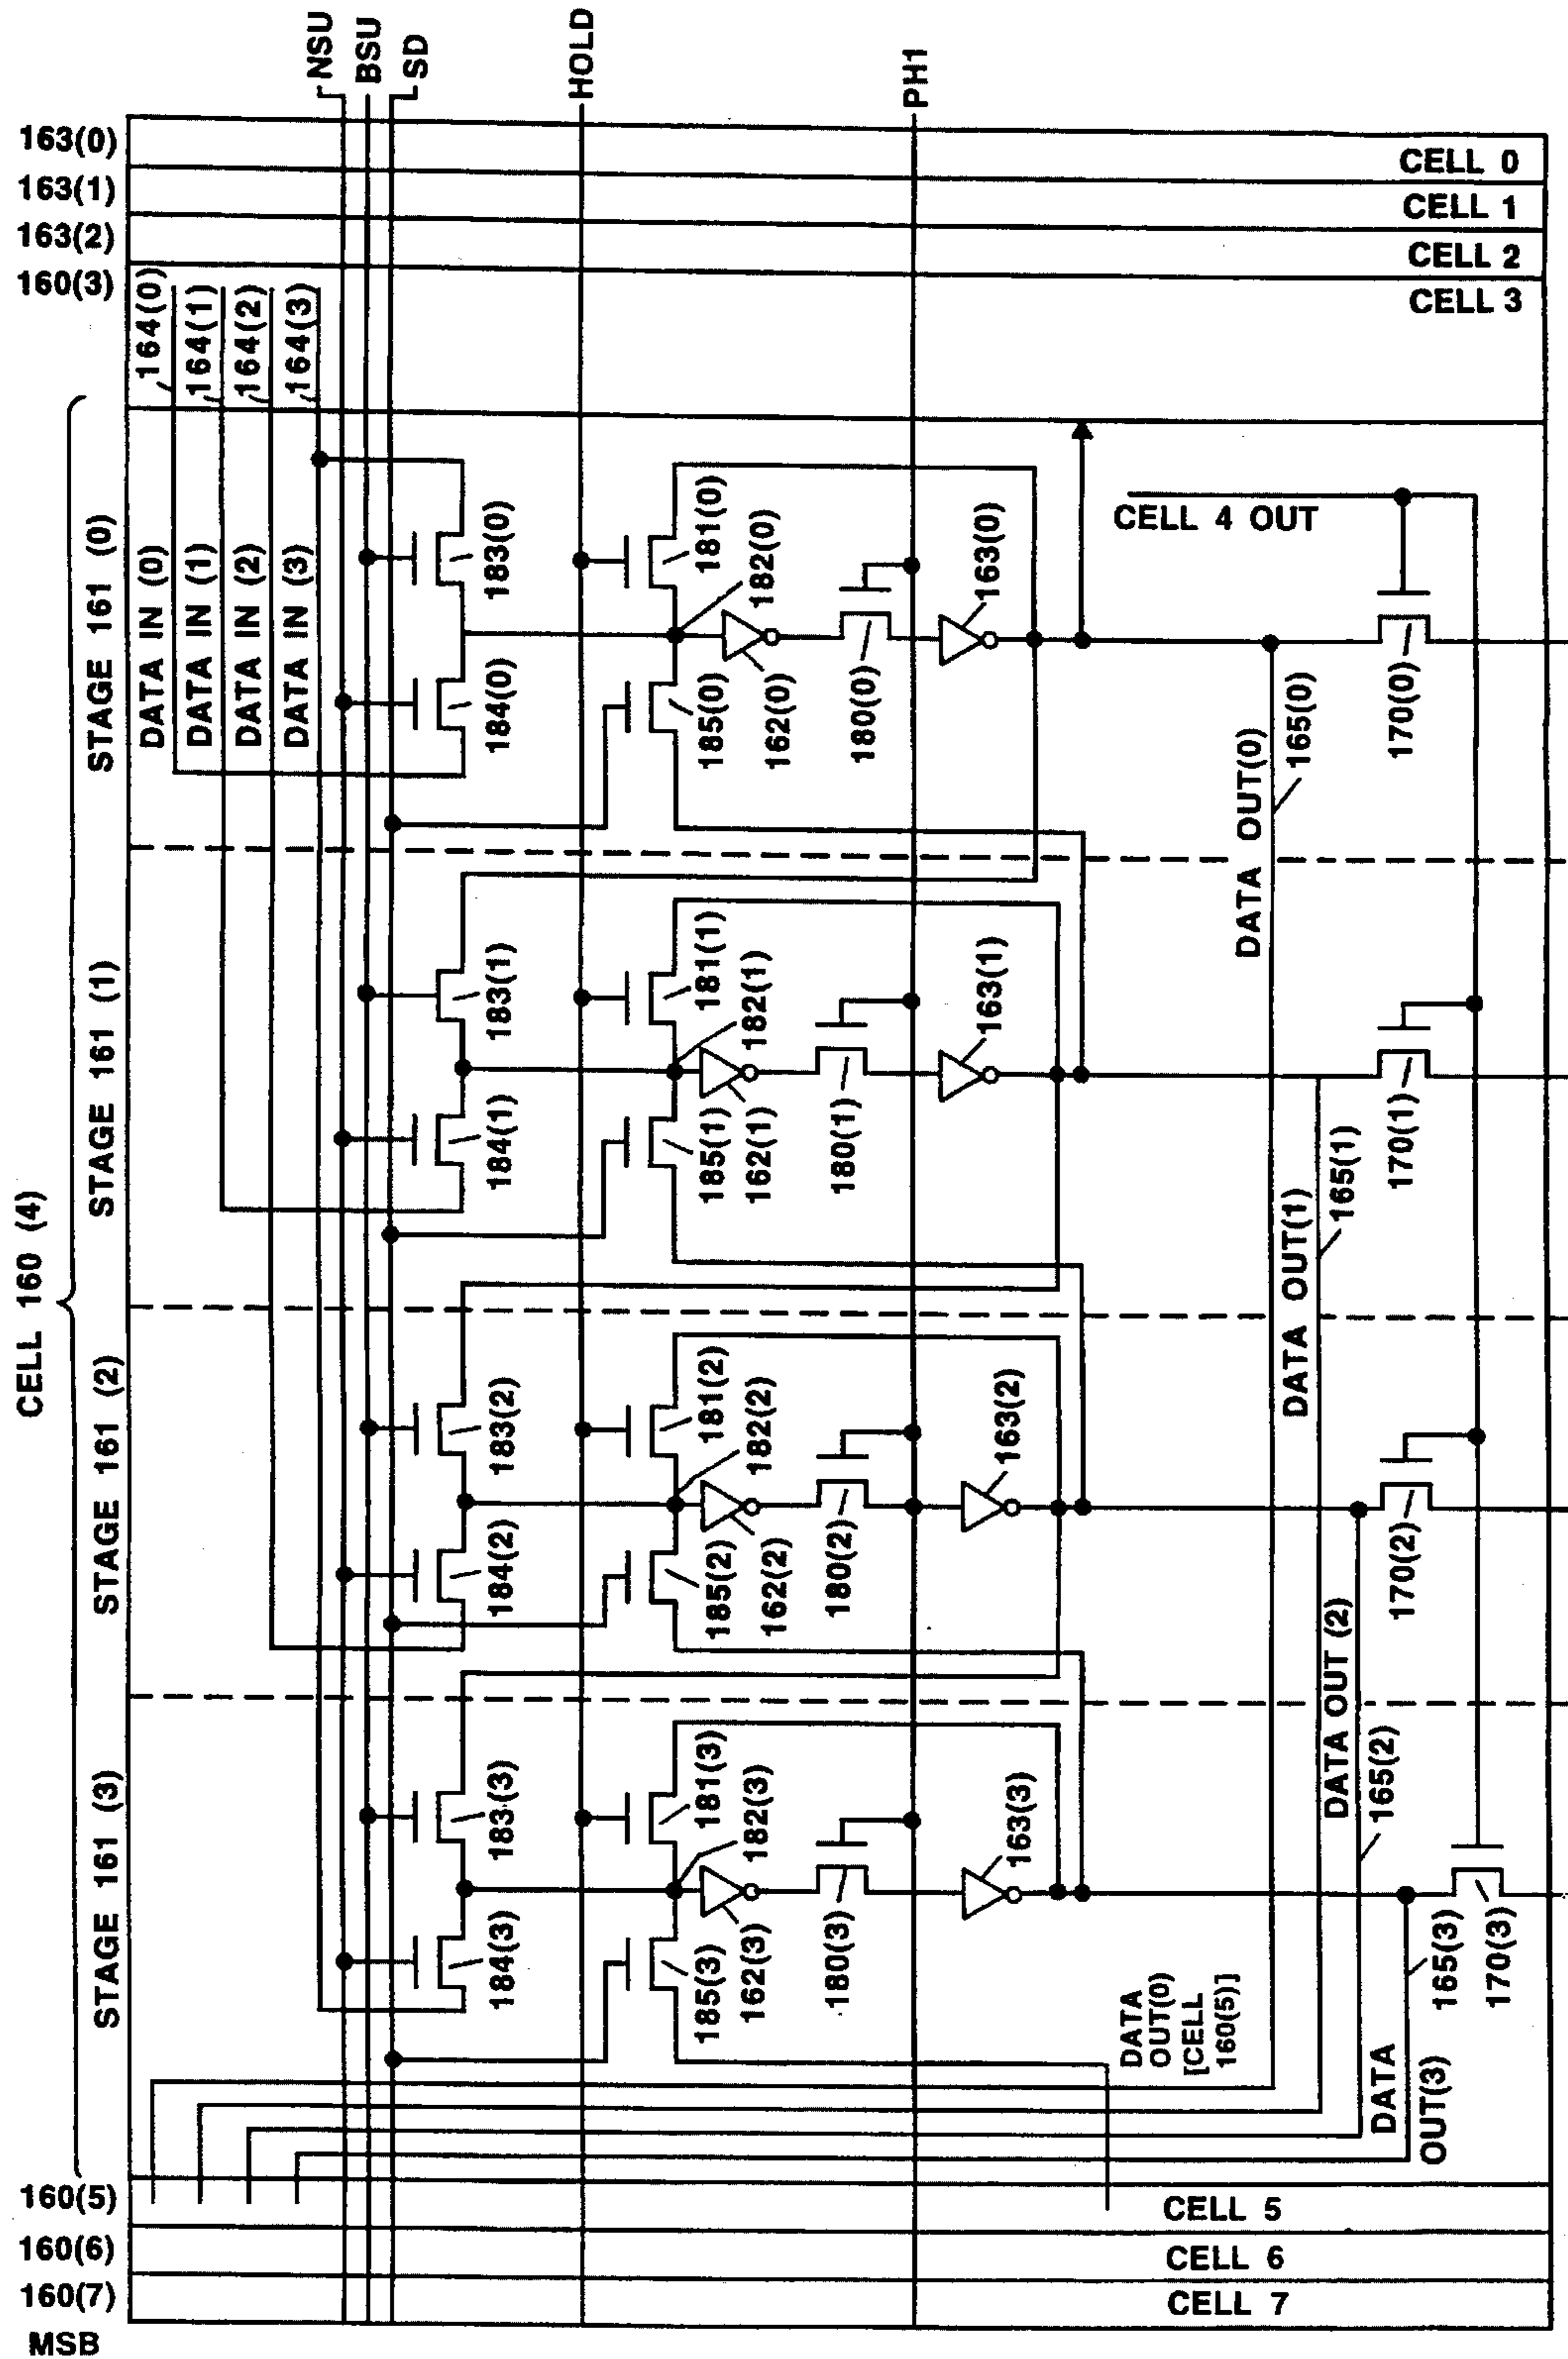 NSU
BSU
SD
HOLD
PH1
163(0)
CELL 0
163(1)
CELL 1
163(2)
CELL 2
160(3)
CELL 3
164(0)
164(1)
164(2)
164(3)
CELL 160 (4)
STAGE 161 (0)
DATA IN (0)
DATA IN (1)
DATA IN (2)
DATA IN (3)
183(0)
184(0)
181(0)
182(0)
185(0)
162(0)
180(0)
163(0)
CELL 4 OUT
DATA OUT(0)
165(0)
170(0)
STAGE 161 (1)
183(1)
184(1)
181(1)
182(1)
185(1)
162(1)
180(1)
163(1)
DATA OUT(1)
165(1)
170(1)
STAGE 161 (2)
183(2)
184(2)
181(2)
182(2)
185(2)
162(2)
180(2)
163(2)
DATA OUT (2)
165(2)
170(2)
STAGE 161 (3)
183(3)
184(3)
181(3)
182(3)
185(3)
162(3)
180(3)
163(3)
DATA
OUT(0)
[CELL
160(5)]
DATA
OUT(3)
165(3)
170(3)
160(5)
CELL 5
160(6)
CELL 6
160(7)
CELL 7
MSB